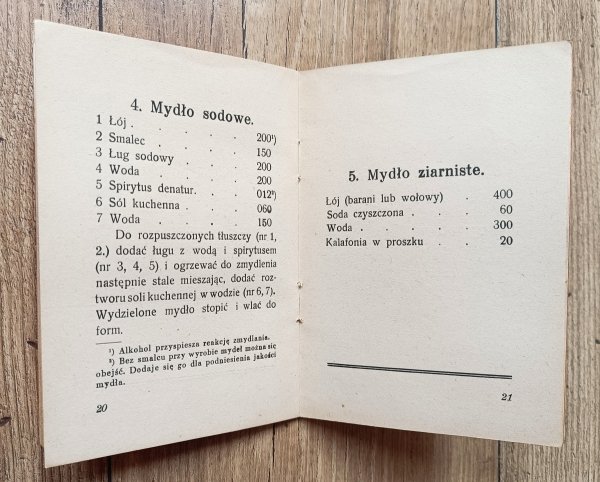 4. Mydło sodowe.
1 Łój . . . . . 200¹)
2 Smalec . . . . 150
3 Ług sodowy . . . 200
4 Woda . . . . 200
5 Spirytus denatur. . . 012²)
6 Sól kuchenna . . . 060
7 Woda . . . . 150
Do rozpuszczonych tłuszczy (nr 1,
2.) dodać ługu z wodą i spirytusem
(nr 3, 4, 5) i ogrzewać do zmydlenia
następnie stale mieszając, dodać roz-
tworu soli kuchennej w wodzie (nr 6, 7).
Wydzielone mydło stopić i wlać do
form.
¹) Alkohol przyspiesza reakcję zmydlania.
²) Bez smalcu przy wyrobie mydeł można się
obejść. Dodaje się go dla podniesienia jakości
mydła.
20
5. Mydło ziarniste.
Łój (barani lub wołowy) . 400
Soda czyszczona . . . 60
Woda . . . . . 300
Kalafonia w proszku . . 20
21